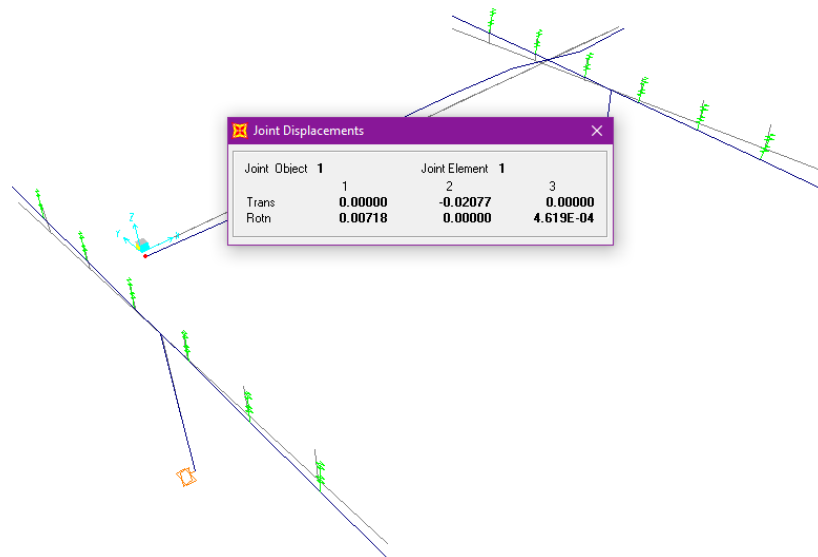 Joint Displacements
Joint Object 1 Joint Element 1
1 2 3
Trans 0.00000 -0.02077 0.00000
Rotn 0.00718 0.00000 4.619E-04
Z
Y X